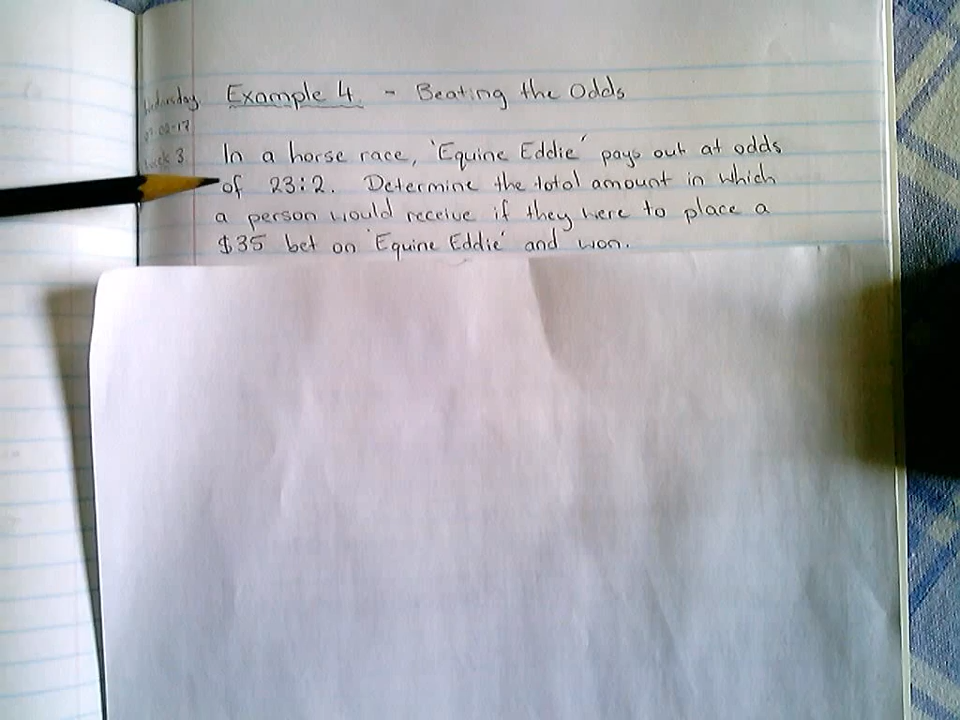 Example 4 - Beating the Odds
In a horse race, 'Equine Eddie' pays out at odds
of 23:2. Determine the total amount in which
a person would receive if they were to place a
$35 bet on 'Equine Eddie' and won.